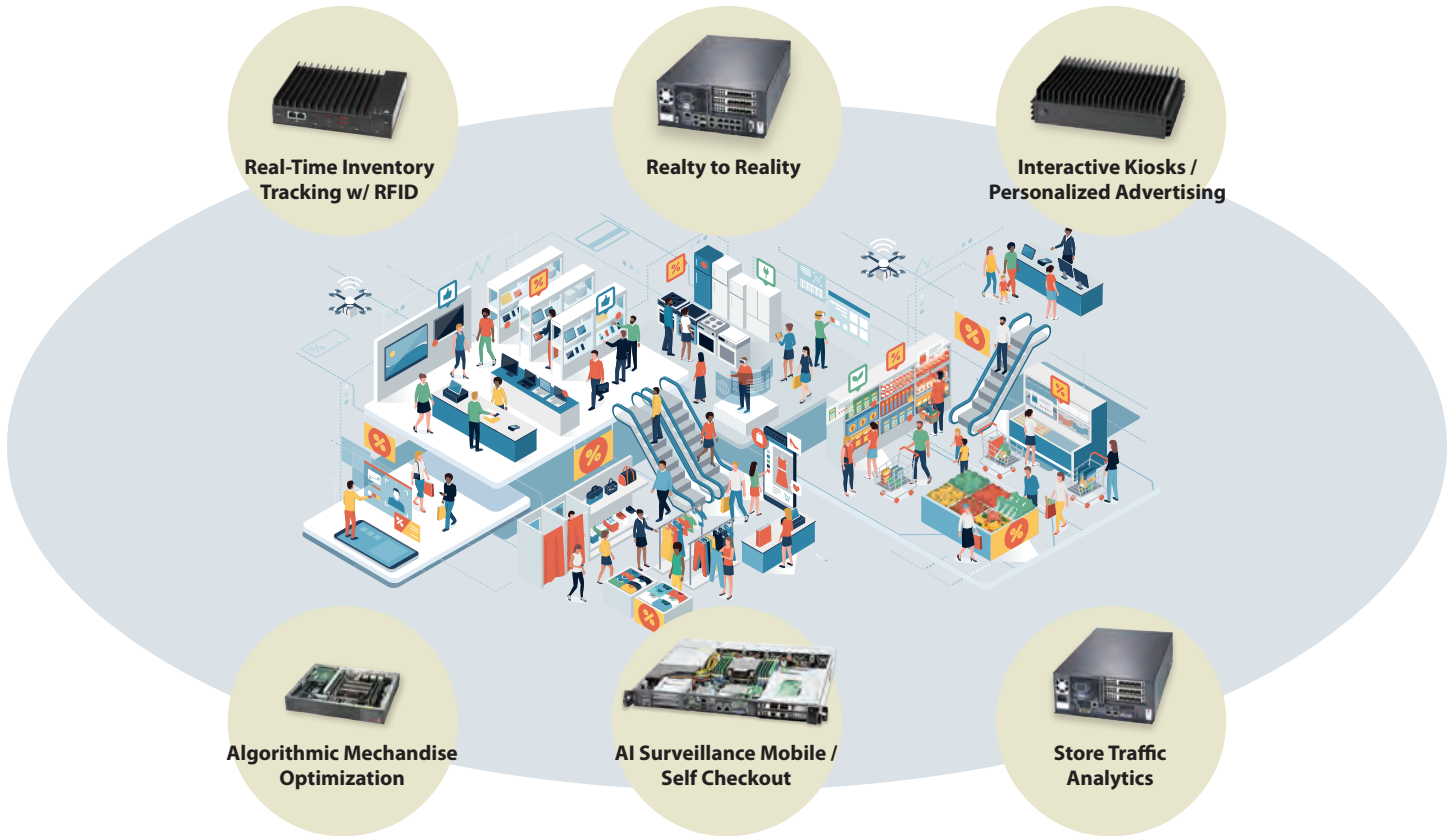 Real-Time Inventory
Tracking w/ RFID
Realty to Reality
Interactive Kiosks /
Personalized Advertising
%
%
%
%
%
%
%
%
%
%
%
Algorithmic Mechandise
Optimization
AI Surveillance Mobile /
Self Checkout
Store Traffic
Analytics